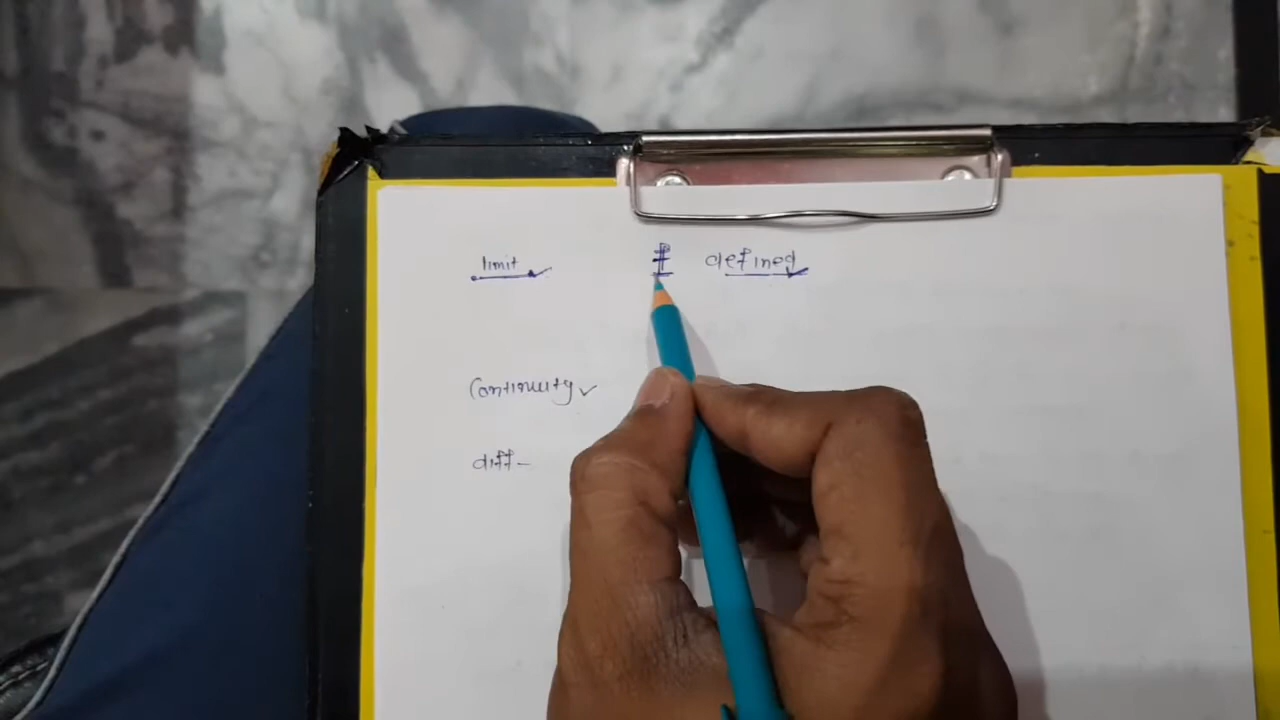 limit ≠ defined
Continuity ✓
diff -